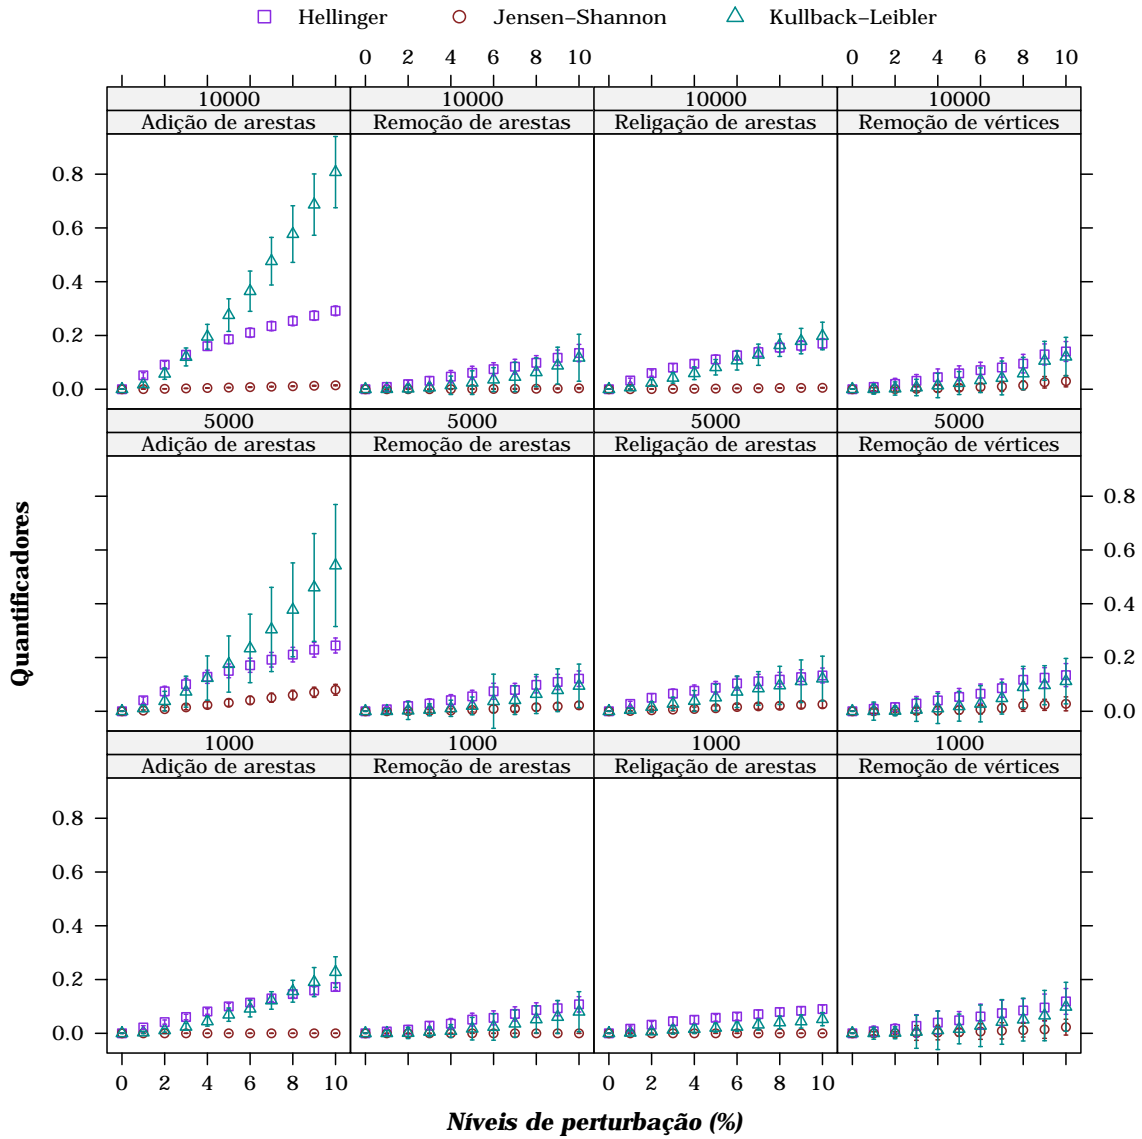 Hellinger Jensen−Shannon Kullback−Leibler
0 2 4 6 8 10 0 2 4 6 8 10
10000 10000 10000 10000
Adição de arestas Remoção de arestas Religação de arestas Remoção de vértices
0.8
0.6
0.4
0.2
0.0
5000 5000 5000 5000
Adição de arestas Remoção de arestas Religação de arestas Remoção de vértices
0.8
0.6
0.4
0.2
0.0
Quantificadores
1000 1000 1000 1000
Adição de arestas Remoção de arestas Religação de arestas Remoção de vértices
0.8
0.6
0.4
0.2
0.0
0 2 4 6 8 10 0 2 4 6 8 10
Níveis de perturbação (%)